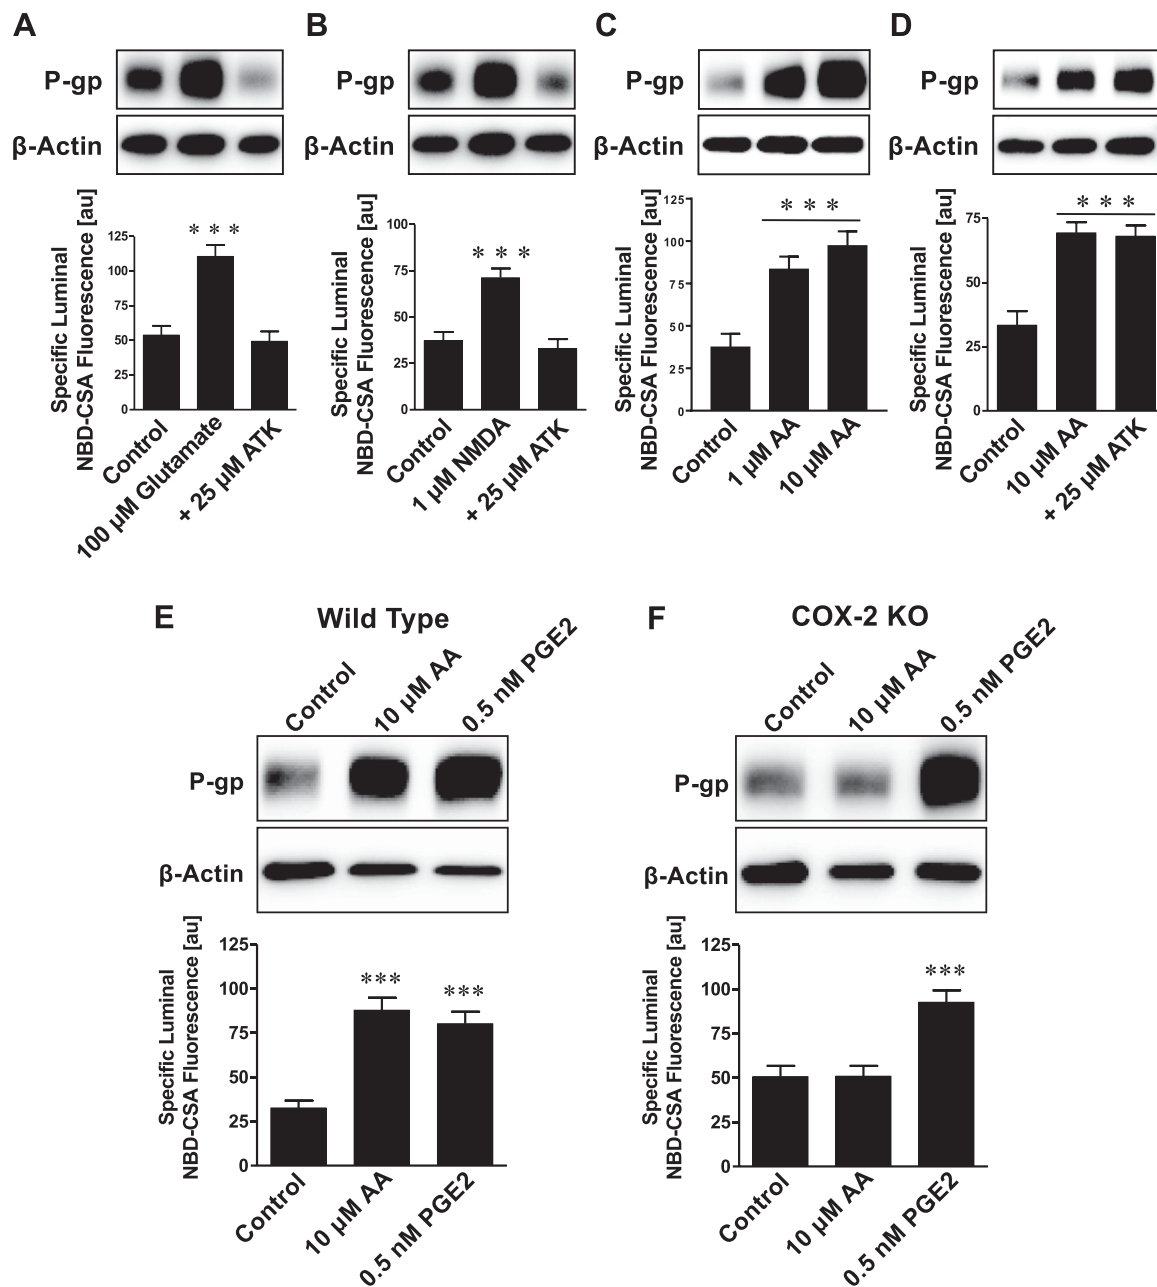 A
B
C
D
P-gp
β-Actin
P-gp
β-Actin
P-gp
β-Actin
P-gp
β-Actin
Specific Luminal
NBD-CSA Fluorescence [au]
125
100
75
50
25
0
* * *
Control
100 µM Glutamate
+ 25 µM ATK
Specific Luminal
NBD-CSA Fluorescence [au]
100
75
50
25
0
* * *
Control
1 µM NMDA
+ 25 µM ATK
Specific Luminal
NBD-CSA Fluorescence [au]
125
100
75
50
25
0
* * *
Control
1 µM AA
10 µM AA
Specific Luminal
NBD-CSA Fluorescence [au]
75
50
25
0
* * *
Control
10 µM AA
+ 25 µM ATK
E
Wild Type
Control
10 µM AA
0.5 nM PGE2
P-gp
β-Actin
Specific Luminal
NBD-CSA Fluorescence [au]
125
100
75
50
25
0
***
***
Control
10 µM AA
0.5 nM PGE2
F
COX-2 KO
Control
10 µM AA
0.5 nM PGE2
P-gp
β-Actin
Specific Luminal
NBD-CSA Fluorescence [au]
125
100
75
50
25
0
***
Control
10 µM AA
0.5 nM PGE2